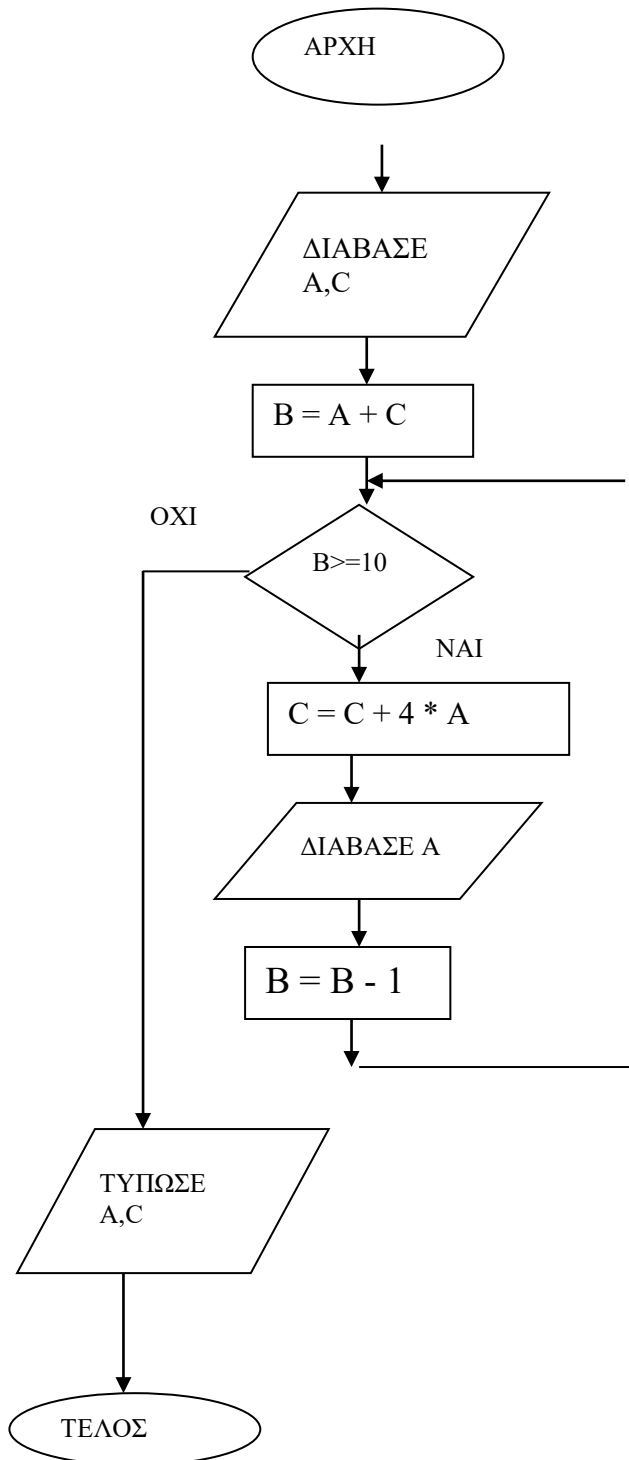 ΑΡΧΗ
ΔΙΑΒΑΣΕ
A,C
B = A + C
ΟΧΙ
B>=10
ΝΑΙ
C = C + 4 * A
ΔΙΑΒΑΣΕ A
B = B - 1
ΤΥΠΩΣΕ
A,C
ΤΕΛΟΣ